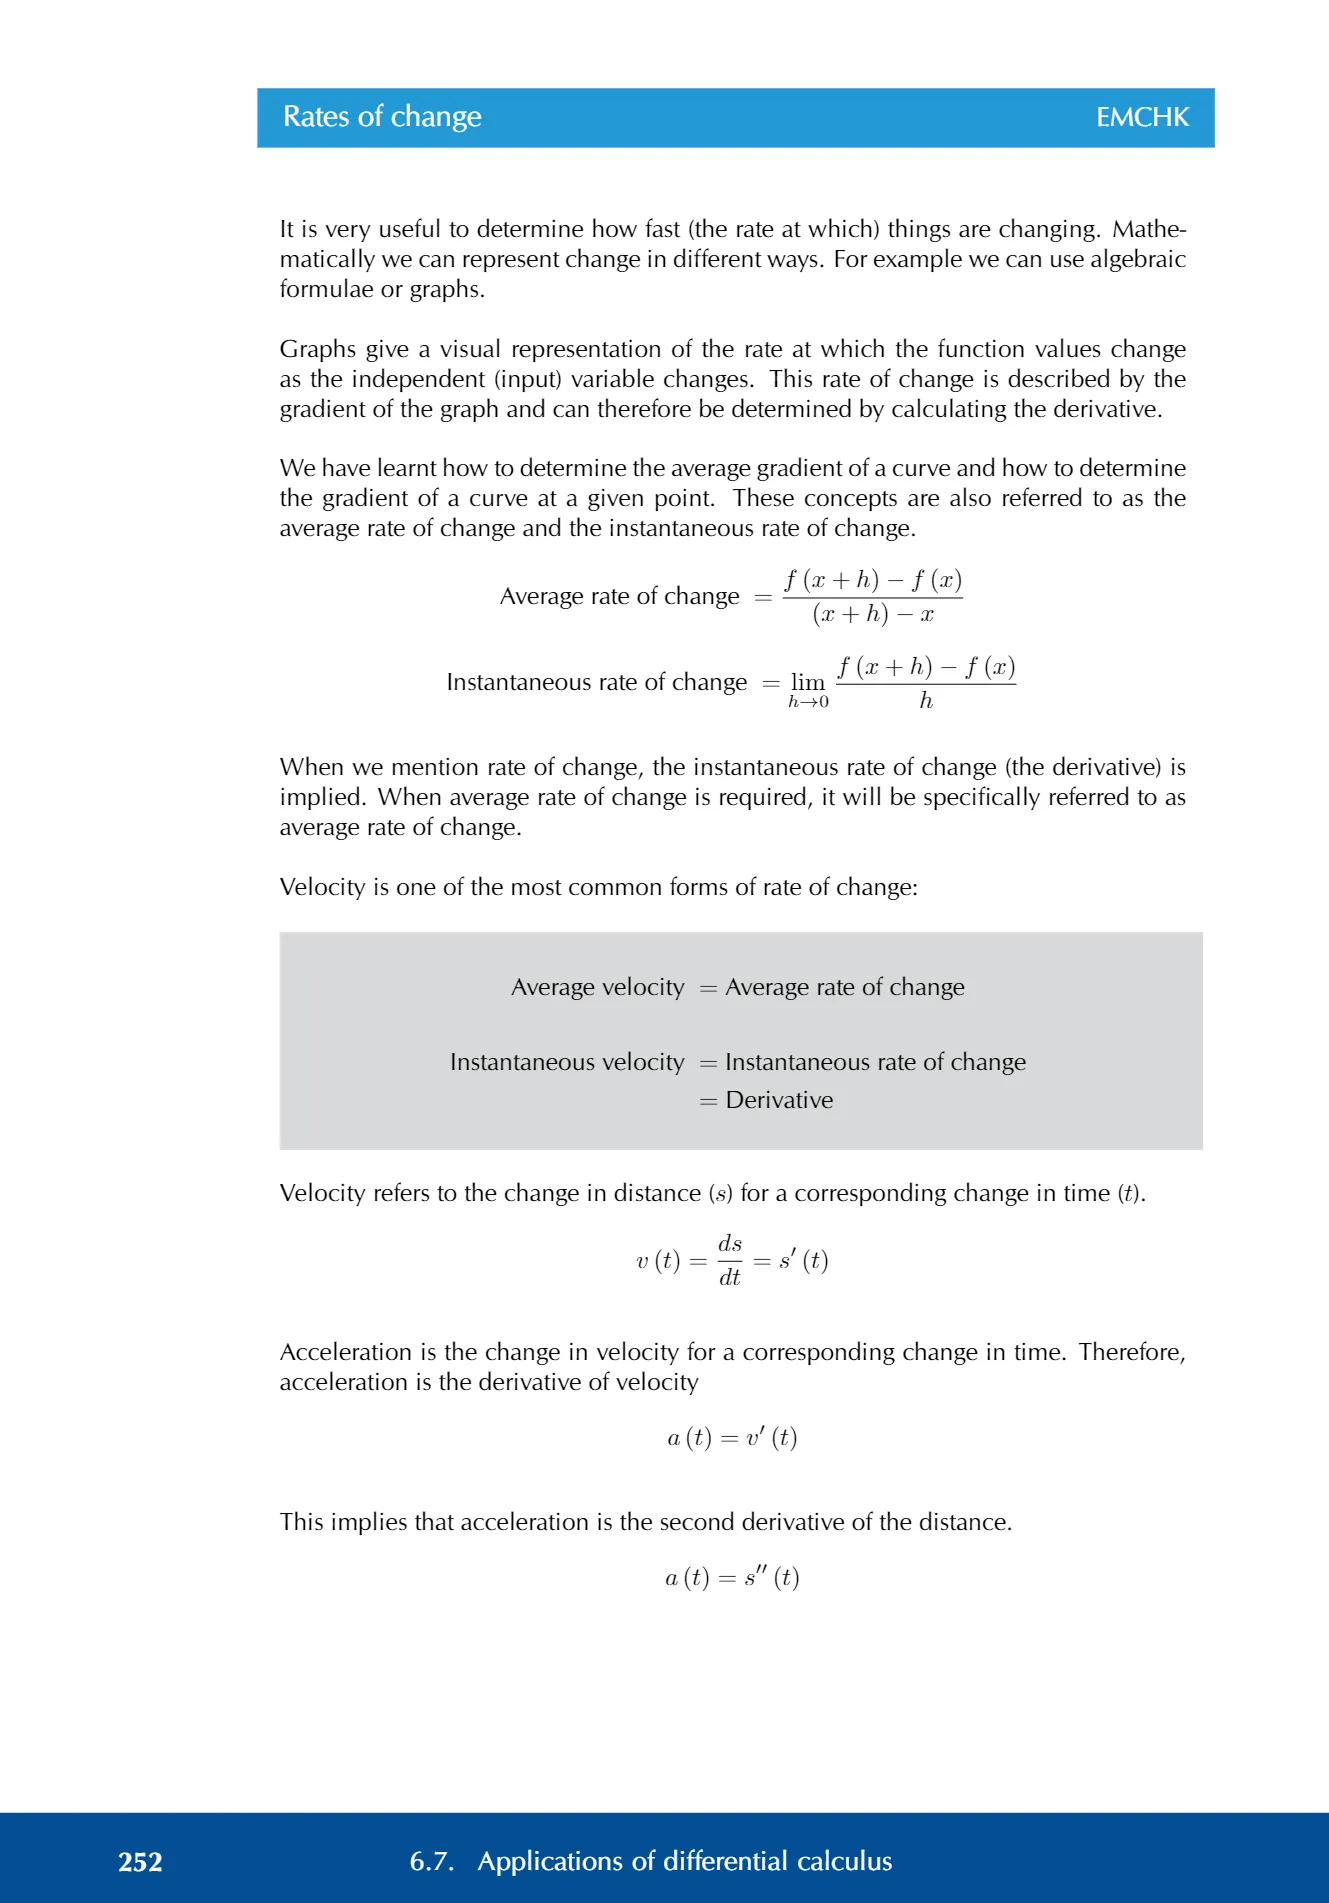 Rates of change EMCHK
It is very useful to determine how fast (the rate at which) things are changing. Mathe-
matically we can represent change in different ways. For example we can use algebraic
formulae or graphs.
Graphs give a visual representation of the rate at which the function values change
as the independent (input) variable changes. This rate of change is described by the
gradient of the graph and can therefore be determined by calculating the derivative.
We have learnt how to determine the average gradient of a curve and how to determine
the gradient of a curve at a given point. These concepts are also referred to as the
average rate of change and the instantaneous rate of change.
Average rate of change = \frac{f (x + h) − f (x)}{(x + h) − x}
Instantaneous rate of change = \lim_{h→0} \frac{f (x + h) − f (x)}{h}
When we mention rate of change, the instantaneous rate of change (the derivative) is
implied. When average rate of change is required, it will be specifically referred to as
average rate of change.
Velocity is one of the most common forms of rate of change:
Average velocity = Average rate of change
Instantaneous velocity = Instantaneous rate of change
= Derivative
Velocity refers to the change in distance (s) for a corresponding change in time (t).
v (t) = \frac{ds}{dt} = s′ (t)
Acceleration is the change in velocity for a corresponding change in time. Therefore,
acceleration is the derivative of velocity
a (t) = v′ (t)
This implies that acceleration is the second derivative of the distance.
a (t) = s′′ (t)
252 6.7. Applications of differential calculus